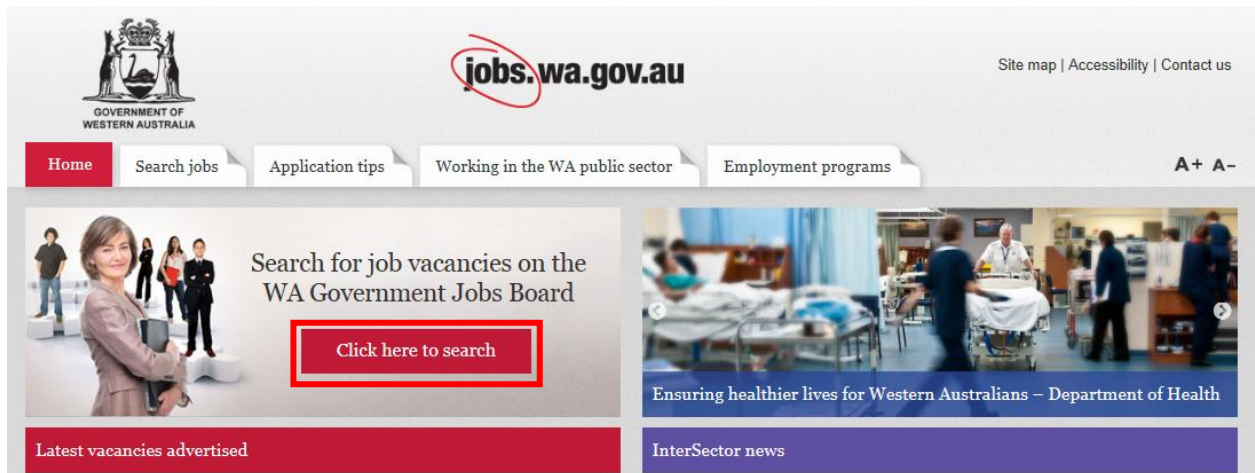 GOVERNMENT OF
WESTERN AUSTRALIA
jobs.wa.gov.au
Site map | Accessibility | Contact us
Home
Search jobs
Application tips
Working in the WA public sector
Employment programs
A+ A-
Search for job vacancies on the
WA Government Jobs Board
Click here to search
Ensuring healthier lives for Western Australians – Department of Health
Latest vacancies advertised
InterSector news